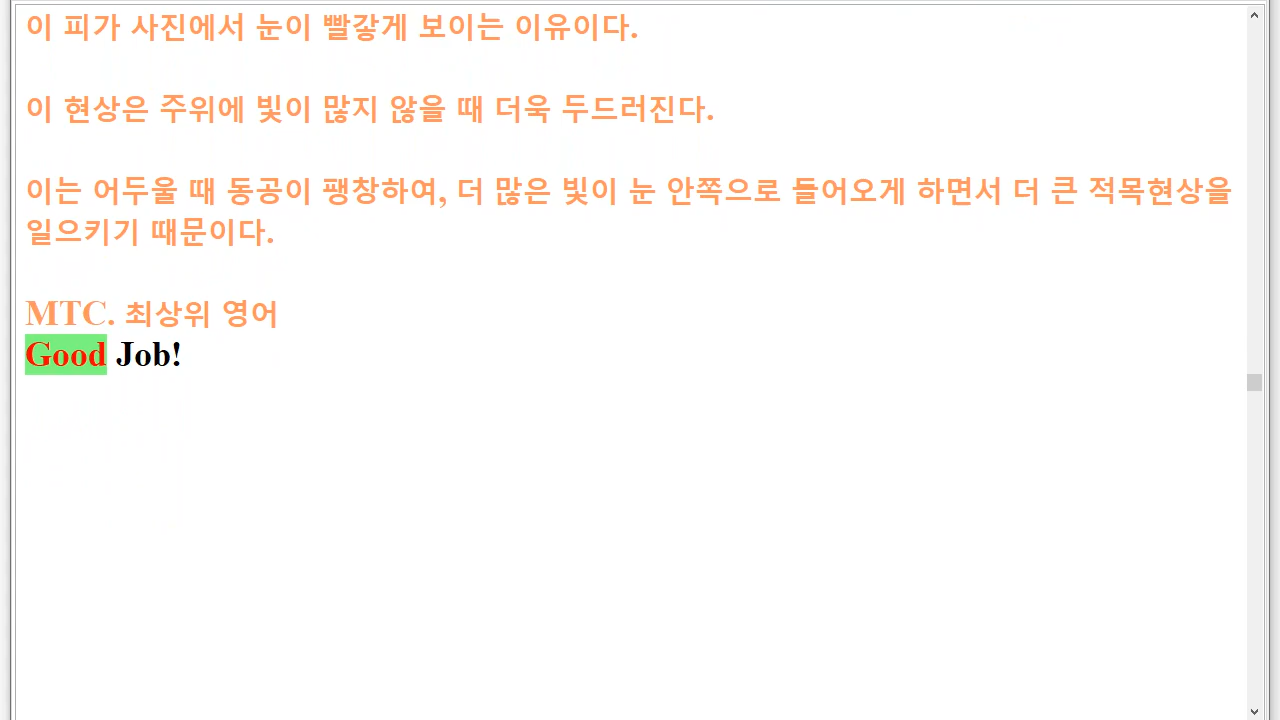 이 피가 사진에서 눈이 빨갛게 보이는 이유이다.
이 현상은 주위에 빛이 많지 않을 때 더욱 두드러진다.
이는 어두울 때 동공이 팽창하여, 더 많은 빛이 눈 안쪽으로 들어오게 하면서 더 큰 적목현상을
일으키기 때문이다.
MTC. 최상위 영어
Good Job!